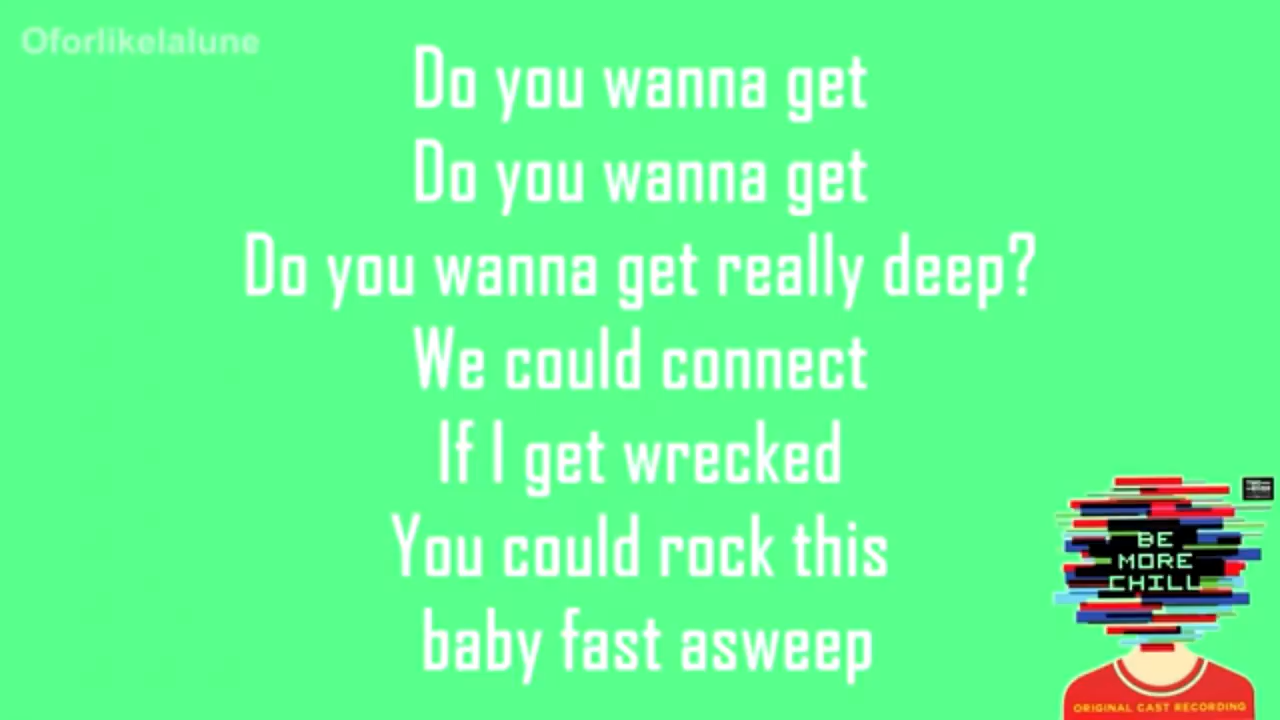 Oforlikelalune
Do you wanna get
Do you wanna get
Do you wanna get really deep?
We could connect
If I get wrecked
You could rock this
baby fast asweep
BE
MORE
CHILL
ORIGINAL CAST RECORDING